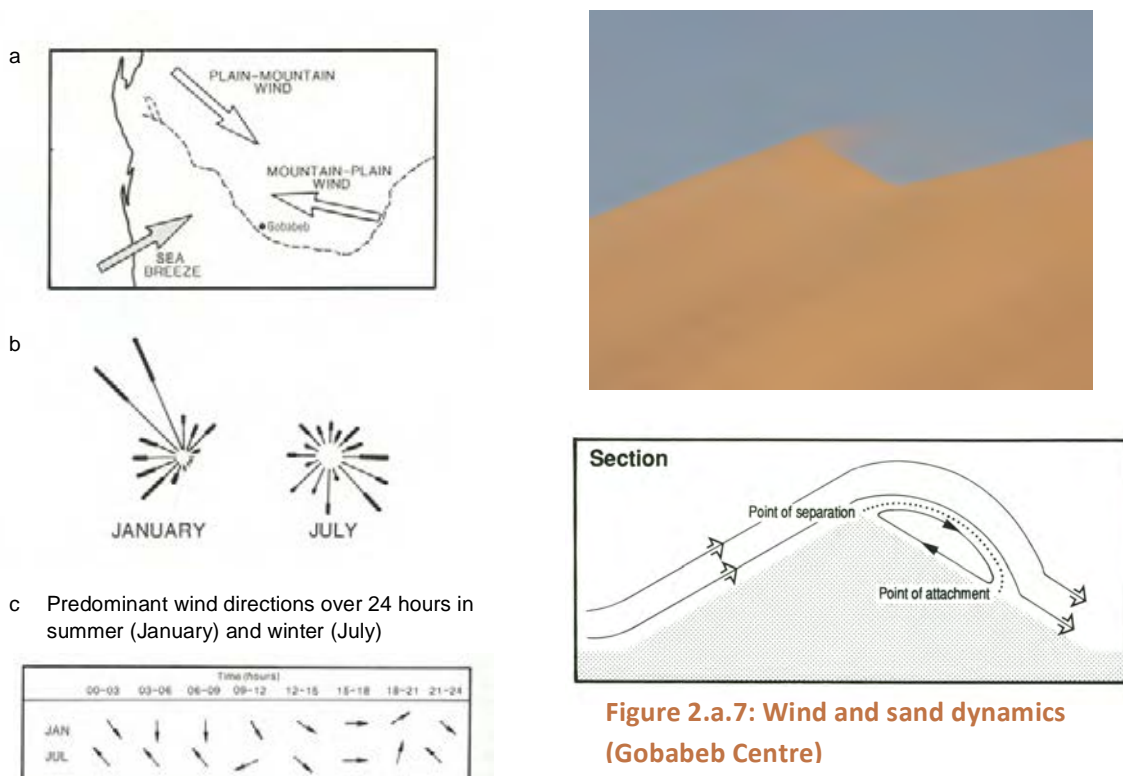 a
PLAIN-MOUNTAIN
WIND
MOUNTAIN-PLAIN
WIND
Gobabeb
SEA
BREEZE
b
JANUARY
JULY
c Predominant wind directions over 24 hours in
summer (January) and winter (July)
Time (hours)
00-03 03-06 06-09 09-12 12-15 15-18 18-21 21-24
JAN
JUL
Section
Point of separation
Point of attachment
Figure 2.a.7: Wind and sand dynamics
(Gobabeb Centre)